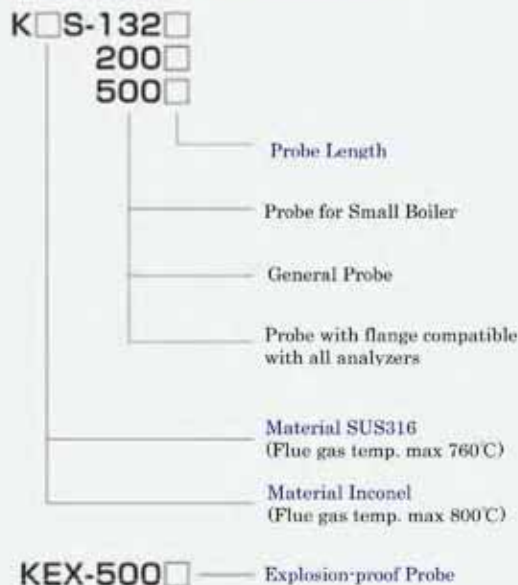 K□S-132□
200□
500□
Probe Length
Probe for Small Boiler
General Probe
Probe with flange compatible
with all analyzers
Material SUS316
(Flue gas temp. max 760℃)
Material Inconel
(Flue gas temp. max 800℃)
KEX-500□
Explosion-proof Probe